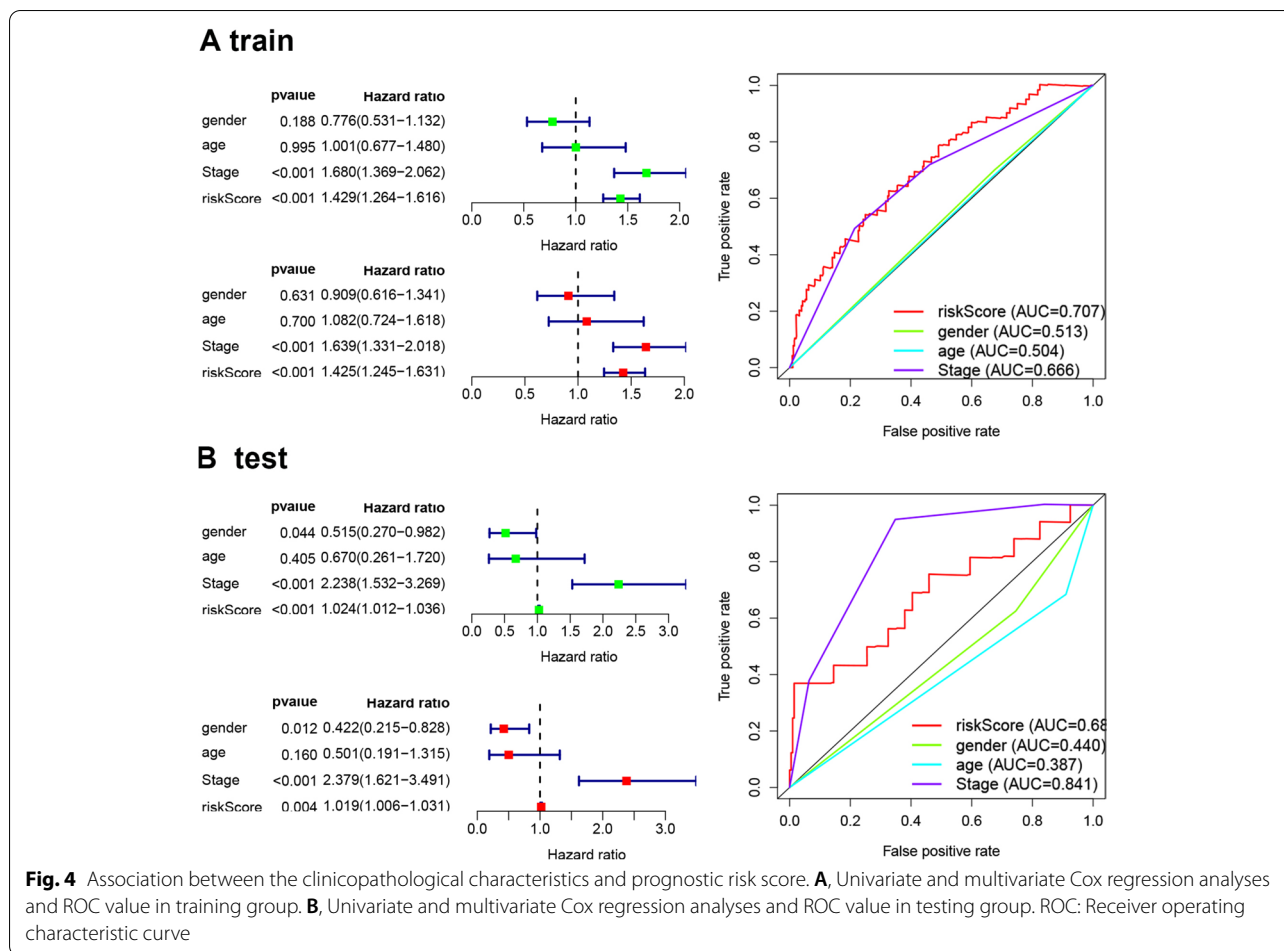 A train
pvalue Hazard ratio
gender 0.188 0.776(0.531−1.132)
age 0.995 1.001(0.677−1.480)
Stage <0.001 1.680(1.369−2.062)
riskScore <0.001 1.429(1.264−1.616)
0.0 0.5 1.0 1.5 2.0
Hazard ratio
pvalue Hazard ratio
gender 0.631 0.909(0.616−1.341)
age 0.700 1.082(0.724−1.618)
Stage <0.001 1.639(1.331−2.018)
riskScore <0.001 1.425(1.245−1.631)
0.0 0.5 1.0 1.5 2.0
Hazard ratio
True positive rate
0.0 0.2 0.4 0.6 0.8 1.0
riskScore (AUC=0.707)
gender (AUC=0.513)
age (AUC=0.504)
Stage (AUC=0.666)
0.0 0.2 0.4 0.6 0.8 1.0
False positive rate
B test
pvalue Hazard ratio
gender 0.044 0.515(0.270−0.982)
age 0.405 0.670(0.261−1.720)
Stage <0.001 2.238(1.532−3.269)
riskScore <0.001 1.024(1.012−1.036)
0.0 0.5 1.0 1.5 2.0 3.0
Hazard ratio
pvalue Hazard ratio
gender 0.012 0.422(0.215−0.828)
age 0.160 0.501(0.191−1.315)
Stage <0.001 2.379(1.621−3.491)
riskScore 0.004 1.019(1.006−1.031)
0.0 1.0 2.0 3.0
Hazard ratio
True positive rate
0.0 0.2 0.4 0.6 0.8 1.0
riskScore (AUC=0.68
gender (AUC=0.440)
age (AUC=0.387)
Stage (AUC=0.841)
0.0 0.2 0.4 0.6 0.8 1.0
False positive rate
Fig. 4 Association between the clinicopathological characteristics and prognostic risk score. A, Univariate and multivariate Cox regression analyses
and ROC value in training group. B, Univariate and multivariate Cox regression analyses and ROC value in testing group. ROC: Receiver operating
characteristic curve